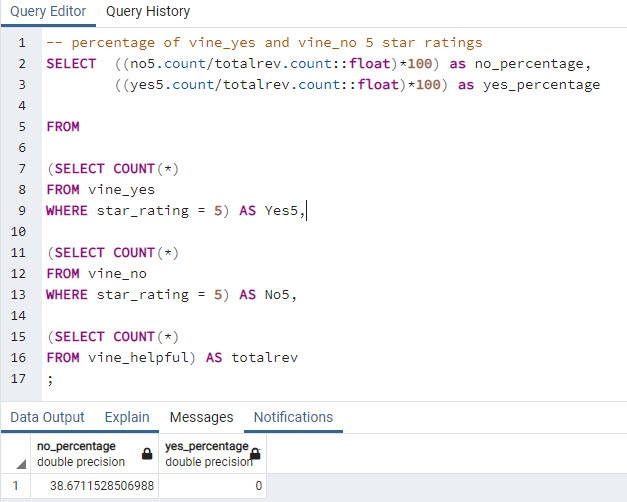 Query Editor Query History
1 -- percentage of vine_yes and vine_no 5 star ratings
2 SELECT ((no5.count/totalrev.count::float)*100) as no_percentage,
3 ((yes5.count/totalrev.count::float)*100) as yes_percentage
4
5 FROM
6
7 (SELECT COUNT(*)
8 FROM vine_yes
9 WHERE star_rating = 5) AS Yes5,
10
11 (SELECT COUNT(*)
12 FROM vine_no
13 WHERE star_rating = 5) AS No5,
14
15 (SELECT COUNT(*)
16 FROM vine_helpful) AS totalrev
17 ;
Data Output Explain Messages Notifications
no_percentage yes_percentage
double precision double precision
1 38.6711528506988 0